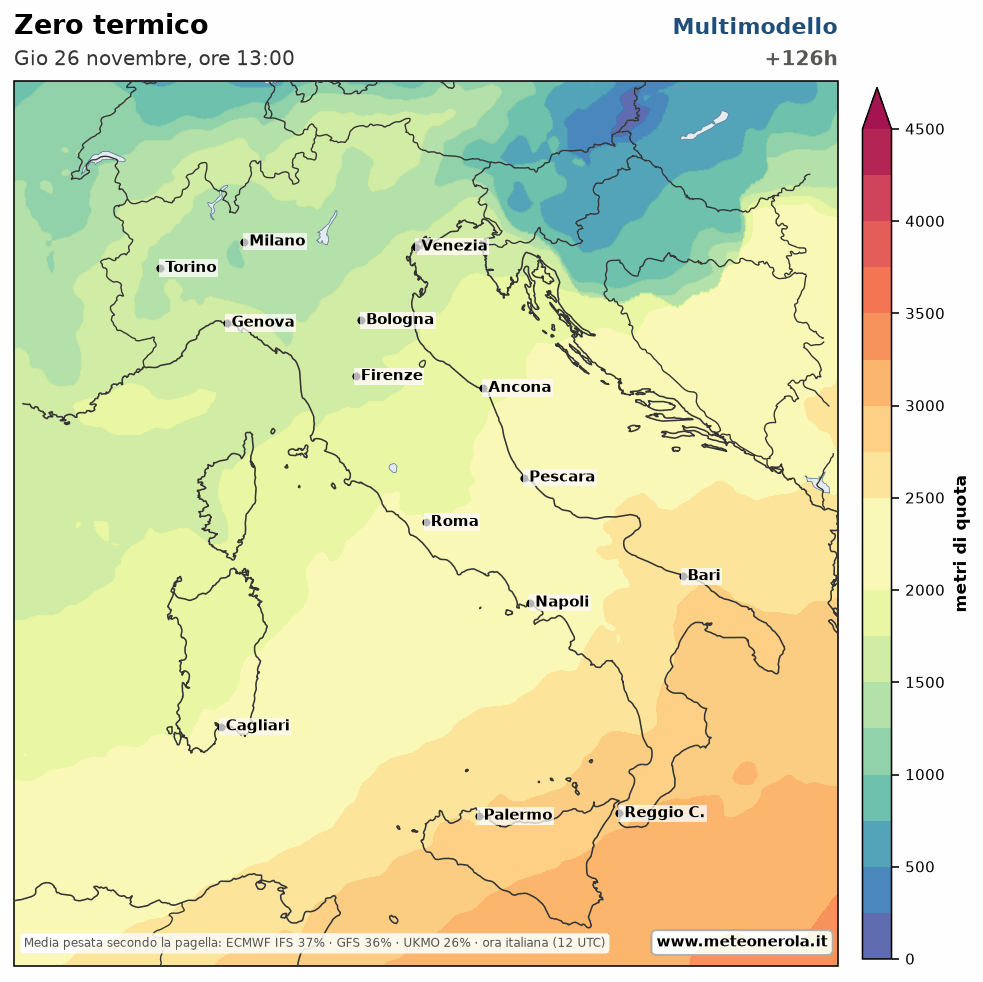 Zero termico
Multimodello
Gio 26 novembre, ore 13:00
+126h
Milano
Venezia
Torino
Genova
Bologna
Firenze
Ancona
Pescara
Roma
Bari
Napoli
Cagliari
Palermo
Reggio C.
4500
4000
3500
3000
2500
2000
1500
1000
500
0
metri di quota
Media pesata secondo la pagella: ECMWF IFS 37% · GFS 36% · UKMO 26% · ora italiana (12 UTC)
www.meteonerola.it